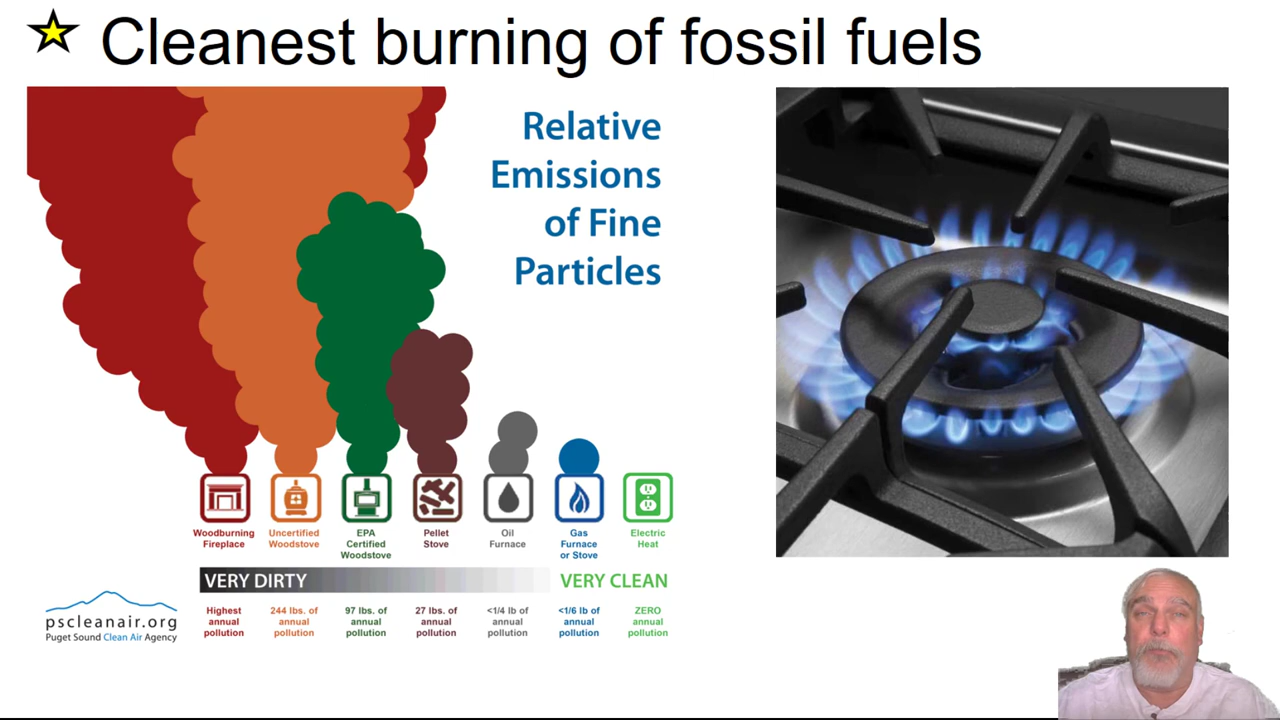 Cleanest burning of fossil fuels
Relative
Emissions
of Fine
Particles
Woodburning
Fireplace
Uncertified
Woodstove
EPA
Certified
Woodstove
Pellet
Stove
Oil
Furnace
Gas
Furnace
or Stove
Electric
Heat
VERY DIRTY
VERY CLEAN
Highest
annual
pollution
244 lbs. of
annual
pollution
97 lbs. of
annual
pollution
27 lbs. of
annual
pollution
<1/4 lb of
annual
pollution
<1/6 lb of
annual
pollution
ZERO
annual
pollution
pscleanair.org
Puget Sound Clean Air Agency